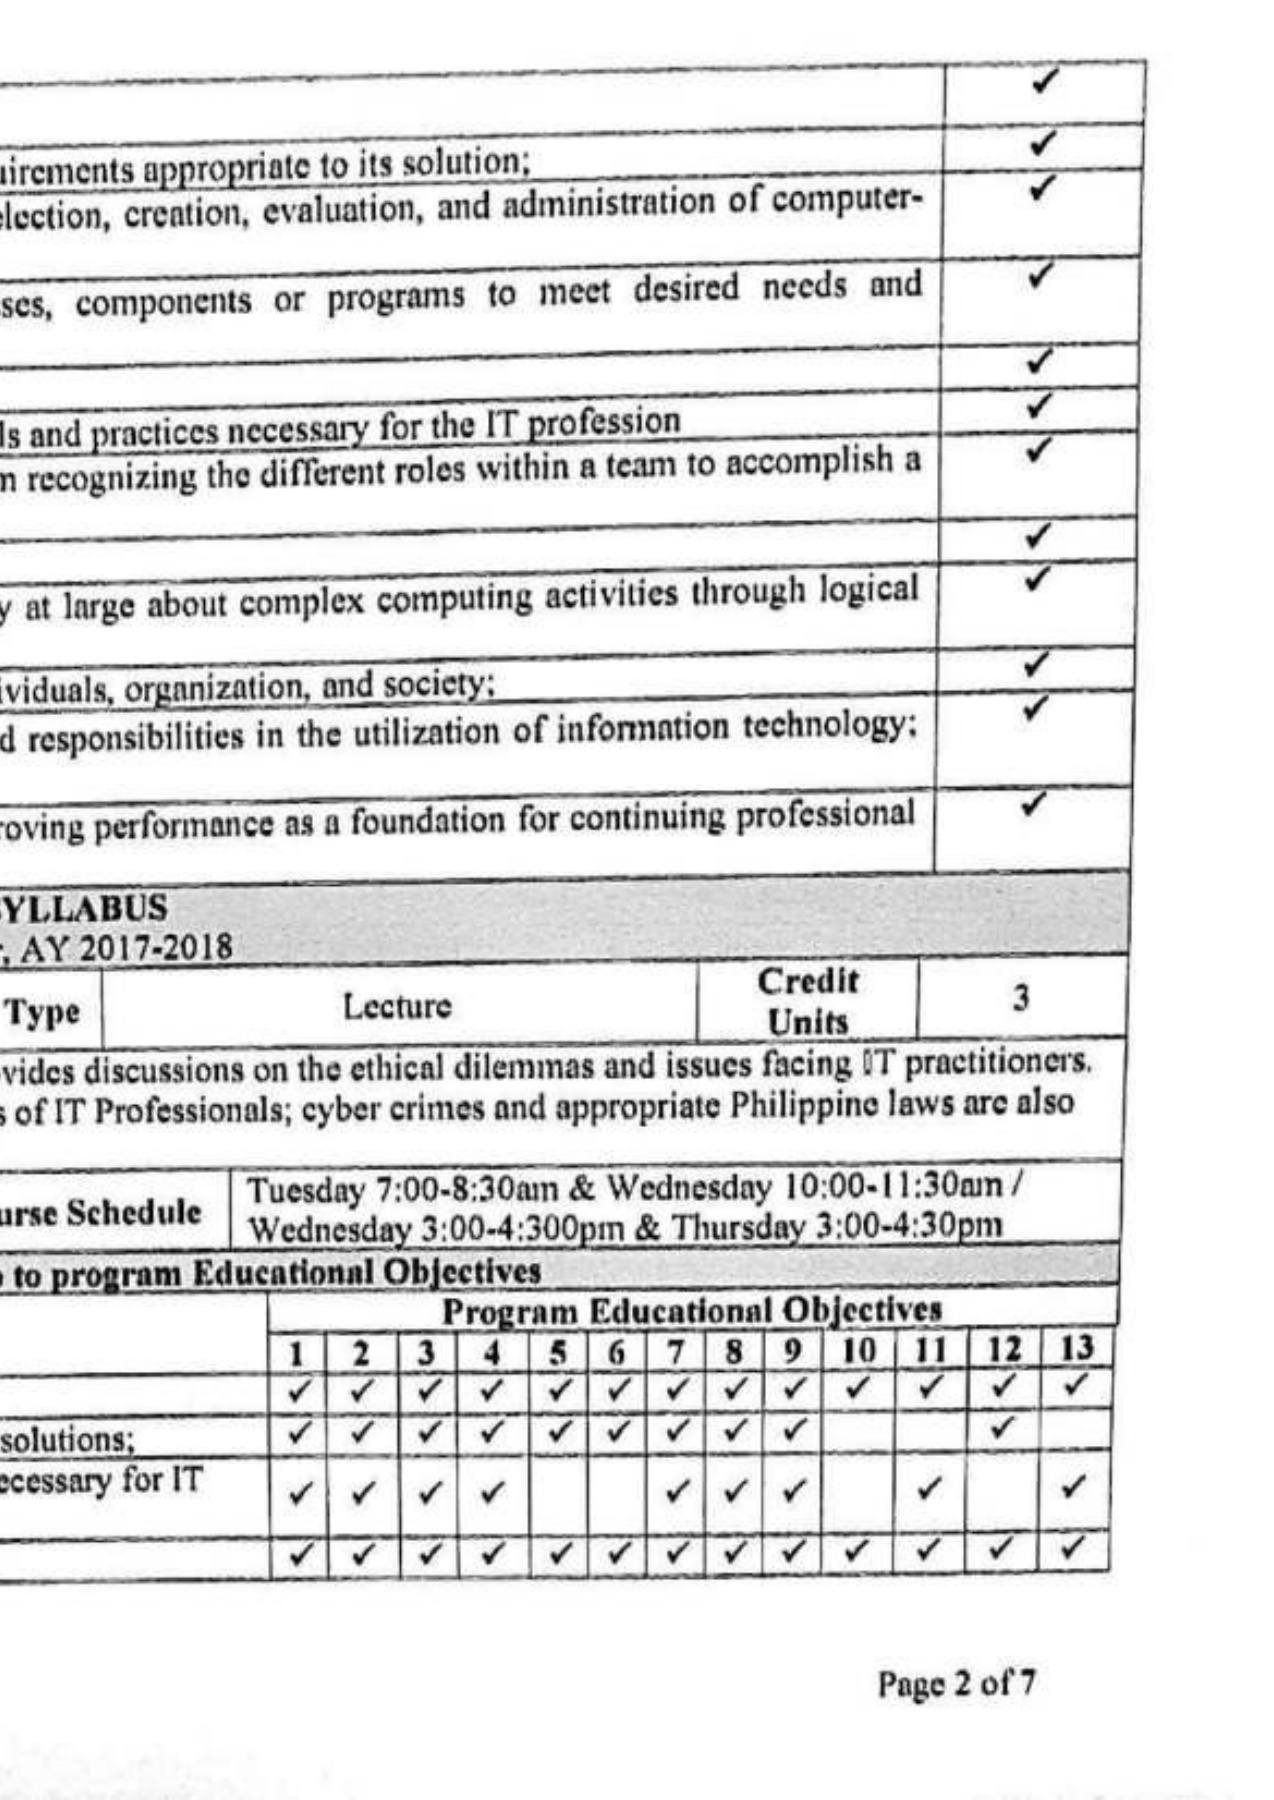 ✓
✓
uirements appropriate to its solution;
election, creation, evaluation, and administration of computer- ✓
ses, components or programs to meet desired needs and ✓
✓
✓
ls and practices necessary for the IT profession
n recognizing the different roles within a team to accomplish a ✓
✓
y at large about complex computing activities through logical ✓
ividuals, organization, and society; ✓
d responsibilities in the utilization of information technology; ✓
roving performance as a foundation for continuing professional ✓
SYLLABUS
r, AY 2017-2018
Type Lecture Credit Units 3
vides discussions on the ethical dilemmas and issues facing IT practitioners.
s of IT Professionals; cyber crimes and appropriate Philippine laws are also
urse Schedule Tuesday 7:00-8:30am & Wednesday 10:00-11:30am /
Wednesday 3:00-4:300pm & Thursday 3:00-4:30pm
to program Educational Objectives
Program Educational Objectives
1 2 3 4 5 6 7 8 9 10 11 12 13
✓ ✓ ✓ ✓ ✓ ✓ ✓ ✓ ✓ ✓ ✓ ✓ ✓
solutions; ✓ ✓ ✓ ✓ ✓ ✓ ✓ ✓ ✓ ✓
ecessary for IT ✓ ✓ ✓ ✓ ✓ ✓ ✓ ✓ ✓
✓ ✓ ✓ ✓ ✓ ✓ ✓ ✓ ✓ ✓ ✓ ✓ ✓
Page 2 of 7